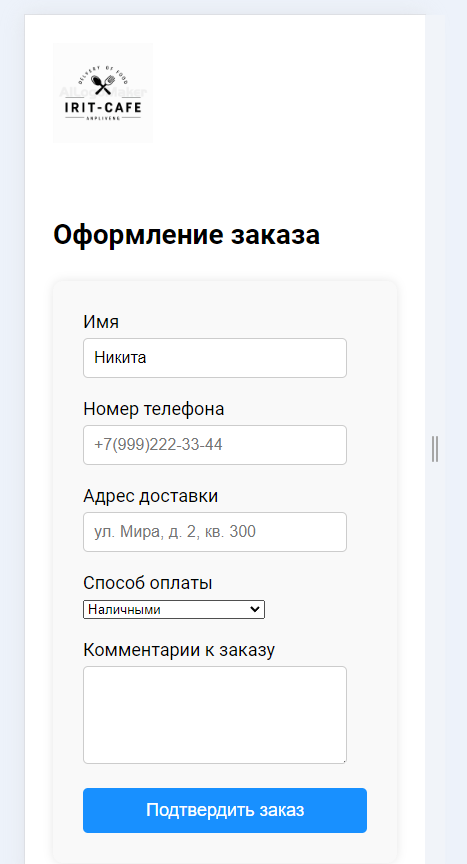 DELIVERY OF FOOD
IRIT-CAFE
Оформление заказа
Имя
Никита
Номер телефона
+7(999)222-33-44
Адрес доставки
ул. Мира, д. 2, кв. 300
Способ оплаты
Наличными
Комментарии к заказу
Подтвердить заказ